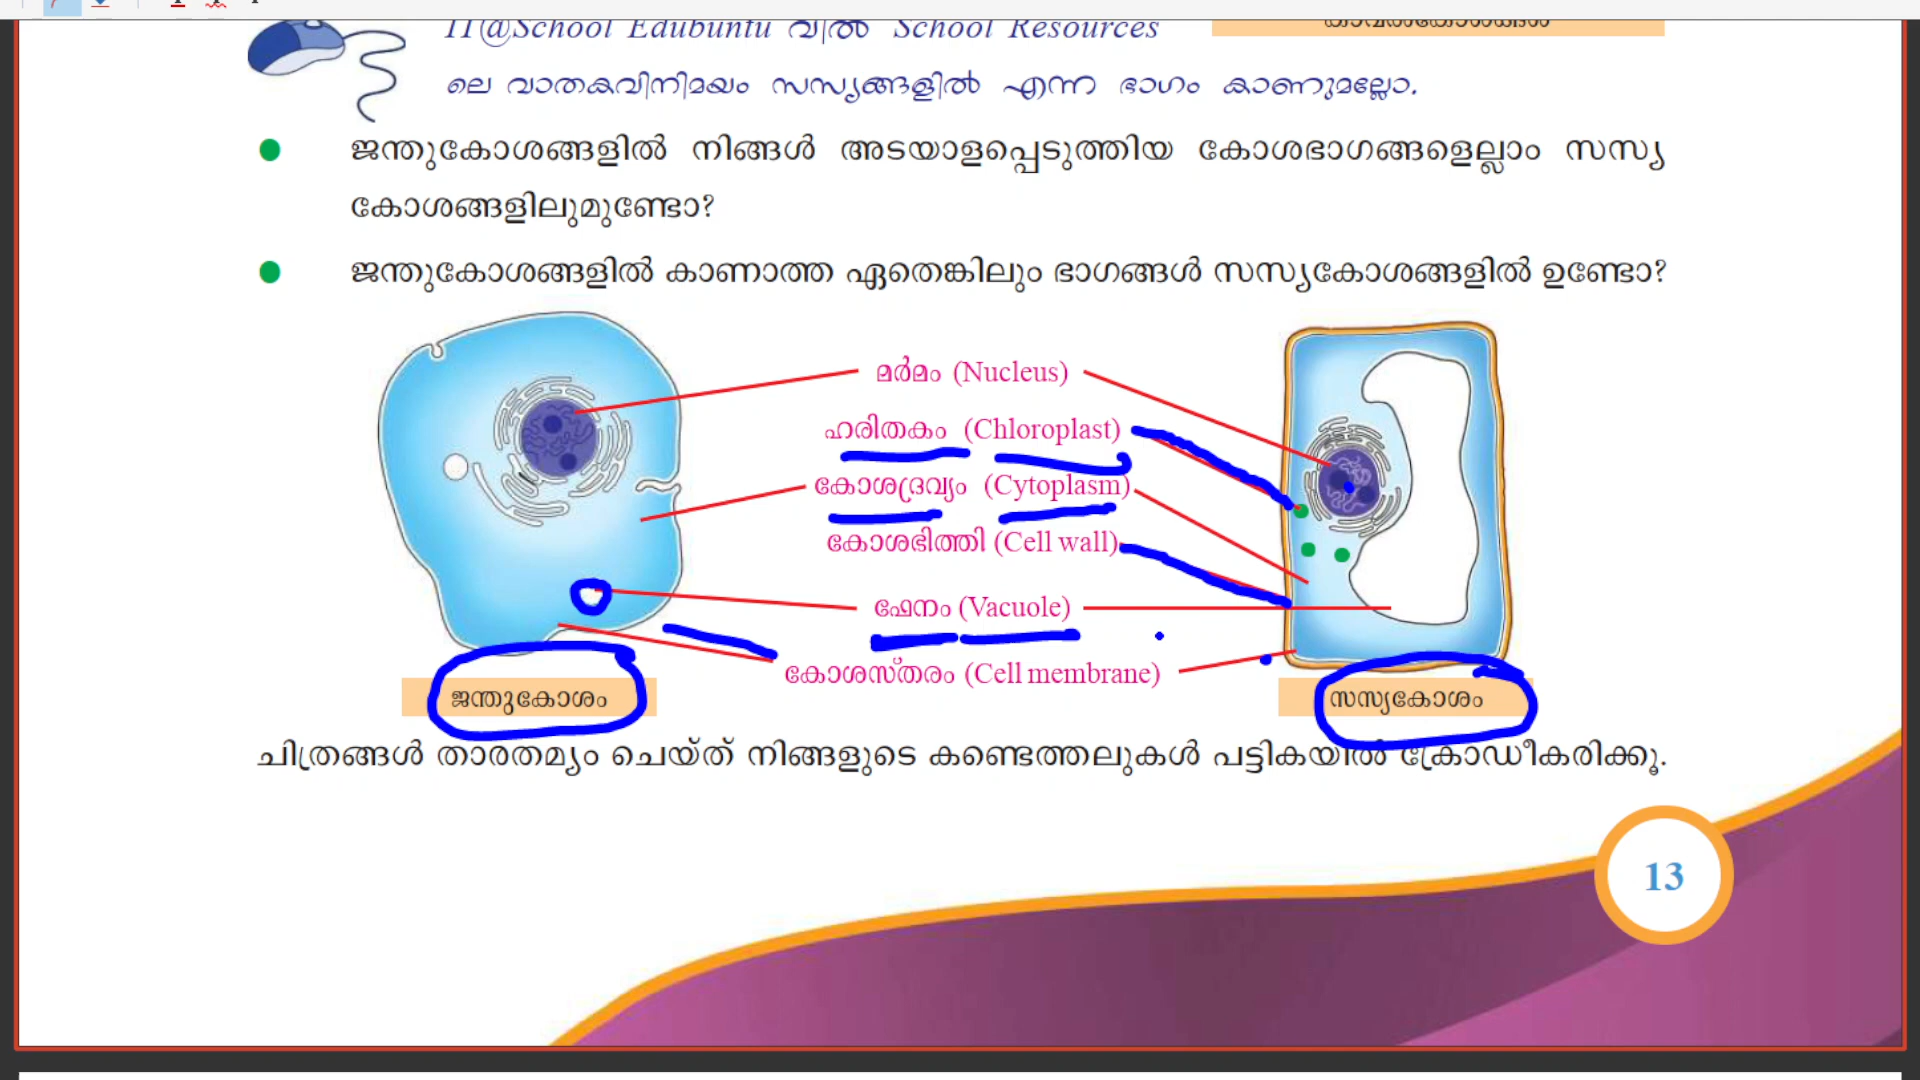 IT@School Edubuntu വിൽ School Resources
കാവൽകോശങ്ങൾ
ലെ വാതകവിനിമയം സസ്യങ്ങളിൽ എന്ന ഭാഗം കാണുമല്ലോ.
ജന്തുകോശങ്ങളിൽ നിങ്ങൾ അടയാളപ്പെടുത്തിയ കോശഭാഗങ്ങളെല്ലാം സസ്യ
കോശങ്ങളിലുമുണ്ടോ?
ജന്തുകോശങ്ങളിൽ കാണാത്ത ഏതെങ്കിലും ഭാഗങ്ങൾ സസ്യകോശങ്ങളിൽ ഉണ്ടോ?
മർമം (Nucleus)
ഹരിതകം (Chloroplast)
കോശദ്രവ്യം (Cytoplasm)
കോശഭിത്തി (Cell wall)
ഫേനം (Vacuole)
കോശസ്തരം (Cell membrane)
ജന്തുകോശം
സസ്യകോശം
ചിത്രങ്ങൾ താരതമ്യം ചെയ്ത് നിങ്ങളുടെ കണ്ടെത്തലുകൾ പട്ടികയിൽ ക്രോഡീകരിക്കൂ.
13